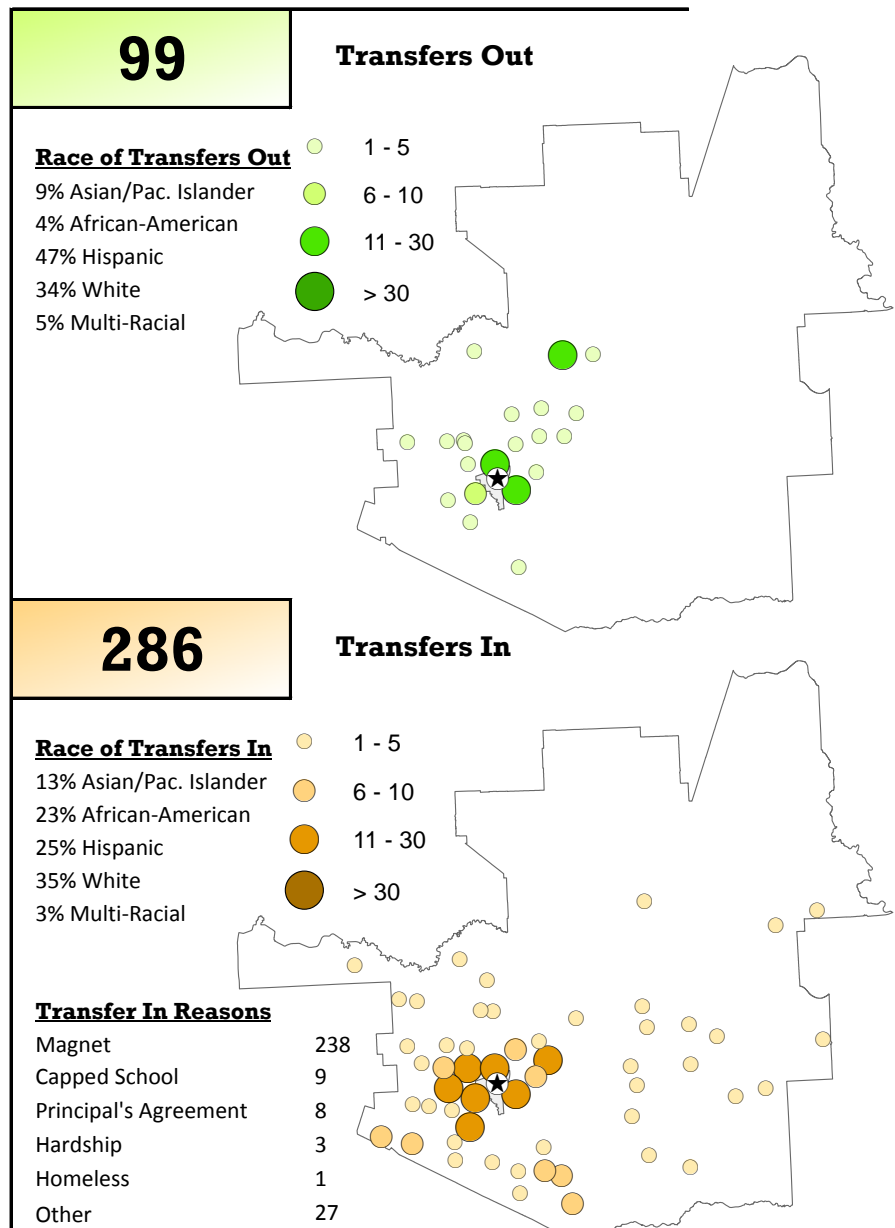 99
Transfers Out
Race of Transfers Out
9% Asian/Pac. Islander
4% African-American
47% Hispanic
34% White
5% Multi-Racial
1 - 5
6 - 10
11 - 30
> 30
286
Transfers In
Race of Transfers In
13% Asian/Pac. Islander
23% African-American
25% Hispanic
35% White
3% Multi-Racial
1 - 5
6 - 10
11 - 30
> 30
Transfer In Reasons
Magnet 238
Capped School 9
Principal's Agreement 8
Hardship 3
Homeless 1
Other 27